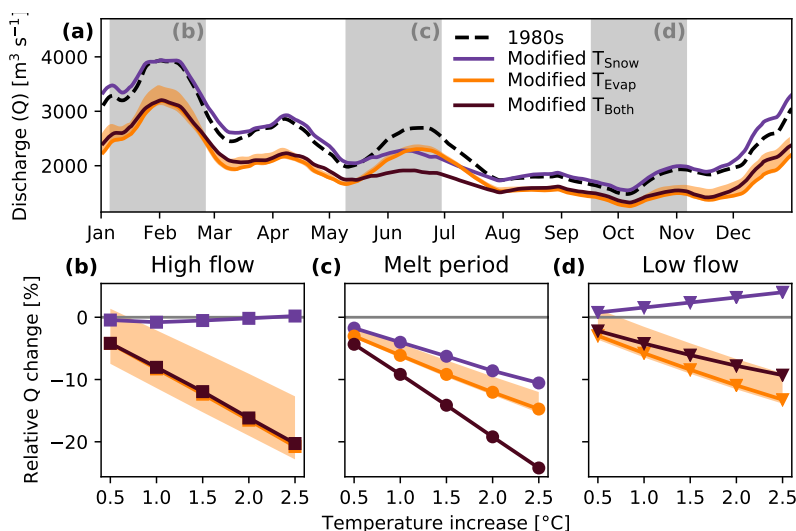 (a) (b) (c) (d)
Discharge (Q) [m³ s⁻¹]
4000
3000
2000
1980s
Modified T_Snow
Modified T_Evap
Modified T_Both
Jan Feb Mar Apr May Jun Jul Aug Sep Oct Nov Dec
(b) High flow (c) Melt period (d) Low flow
Relative Q change [%]
0
−10
−20
0.5 1.0 1.5 2.0 2.5 0.5 1.0 1.5 2.0 2.5 0.5 1.0 1.5 2.0 2.5
Temperature increase [°C]